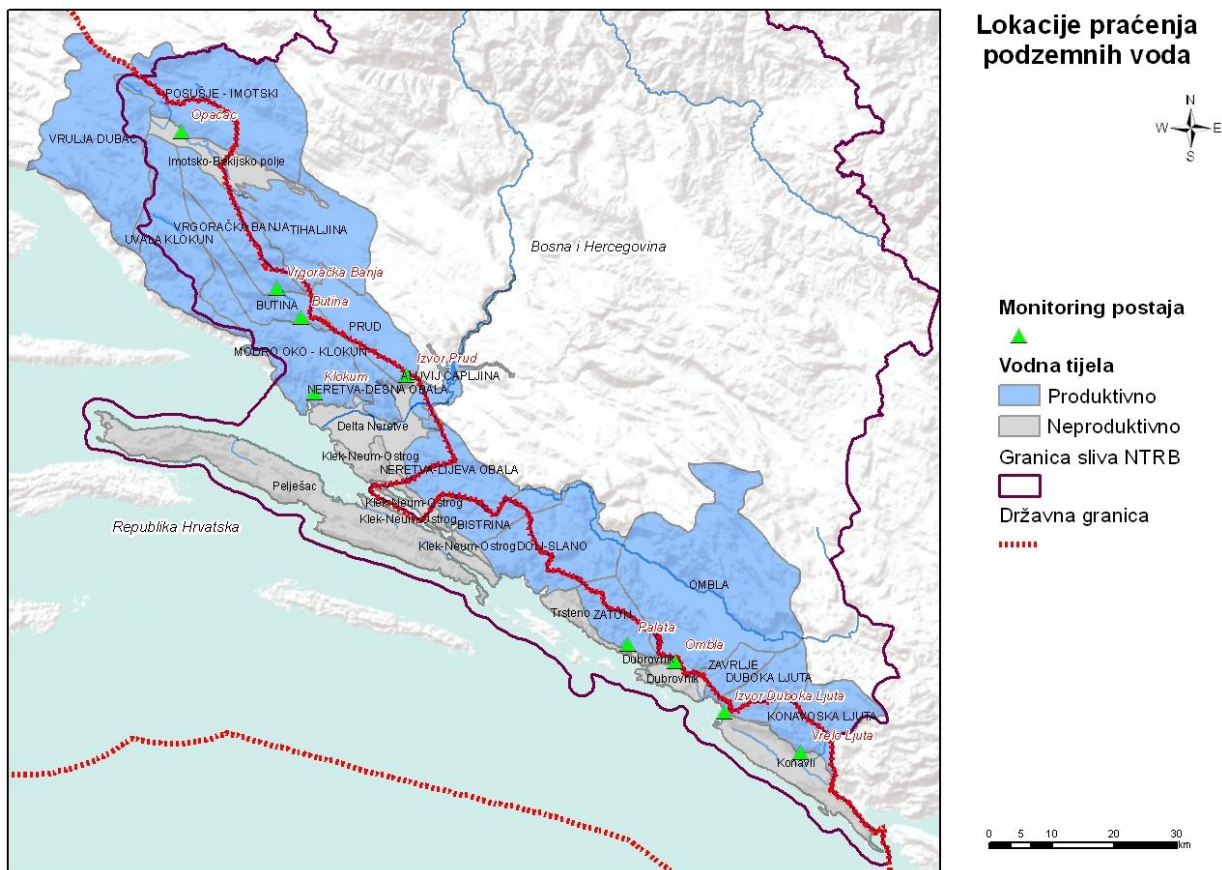 Lokacije praćenja
podzemnih voda
N
W E
S
POSUŠJE - IMOTSKI
Opačac
VRULJA DUBAC
Imotsko-Bekijsko polje
VRGORAČKA BANJA
TIHALJINA
UVALA KLOKUN
Bosna i Hercegovina
Vrgoračka Banja
BUTINA
Butina
PRUD
MODRO OKO - KLOKUN
Izvor Prud
ALUVIJ ČAPLJINA
Klokum
NERETVA-DESNA OBALA
Delta Neretve
Klek-Neum-Ostrog
NERETVA-LIJEVA OBALA
Pelješac
Klek-Neum-Ostrog
Klek-Neum-Ostrog
BISTRINA
Republika Hrvatska
Klek-Neum-Ostrog
DOLI-SLANO
OMBLA
Trsteno
ZATON
Palata
Ombla
Dubrovnik
Dubrovnik
ZAVRLJE
DUBOKA LJUTA
Izvor Duboka Ljuta
KONAVOSKA LJUTA
Vrelo Ljuta
Konavli
Monitoring postaja
Vodna tijela
Produktivno
Neproduktivno
Granica sliva NTRB
Državna granica
0 5 10 20 30
km